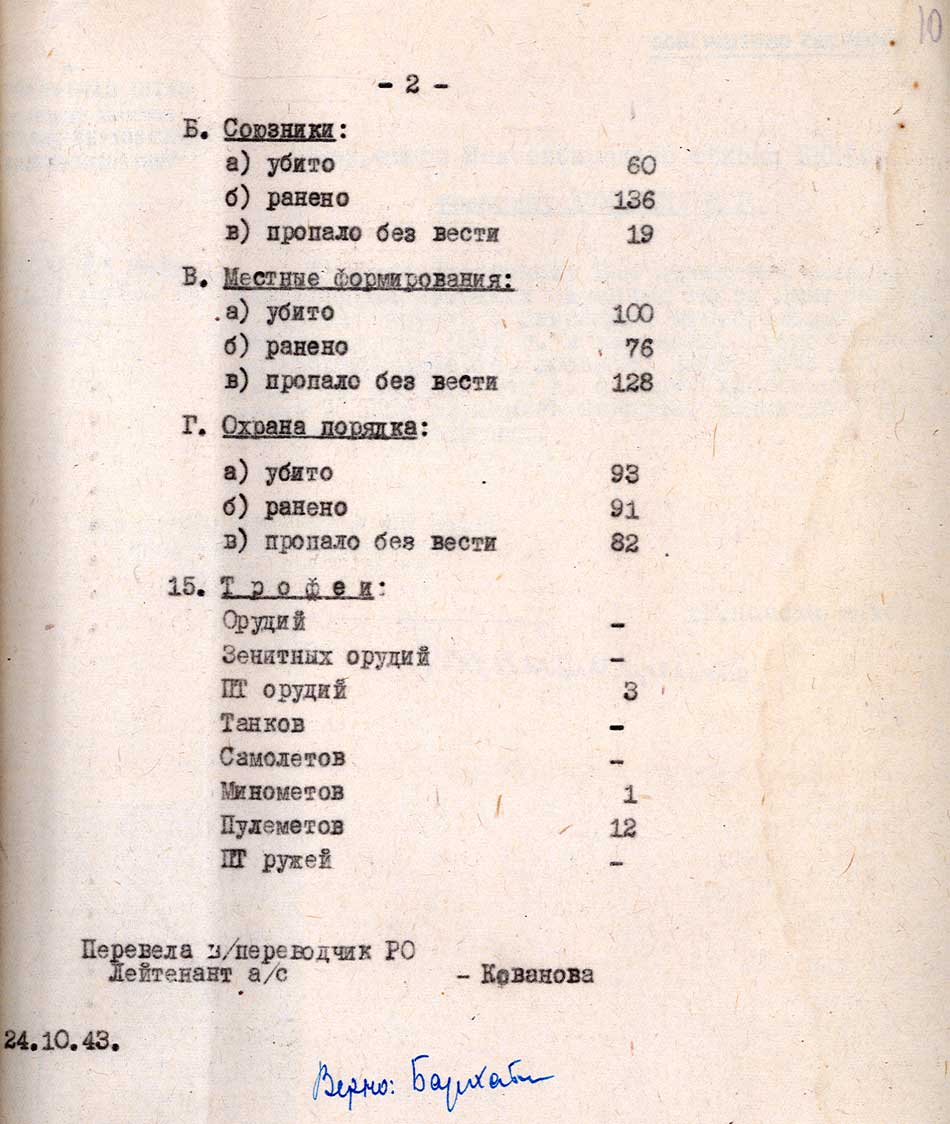 10
- 2 -
Б. Союзники:
а) убито 60
б) ранено 136
в) пропало без вести 19
В. Местные формирования:
а) убито 100
б) ранено 76
в) пропало без вести 128
Г. Охрана порядка:
а) убито 93
б) ранено 91
в) пропало без вести 82
15. Т р о ф е и:
Орудий -
Зенитных орудий -
ПТ орудий 3
Танков -
Самолетов -
Минометов 1
Пулеметов 12
ПТ ружей -
Перевела в/переводчик РО
Лейтенант а/с - Кованова
24.10.43.
Верно: